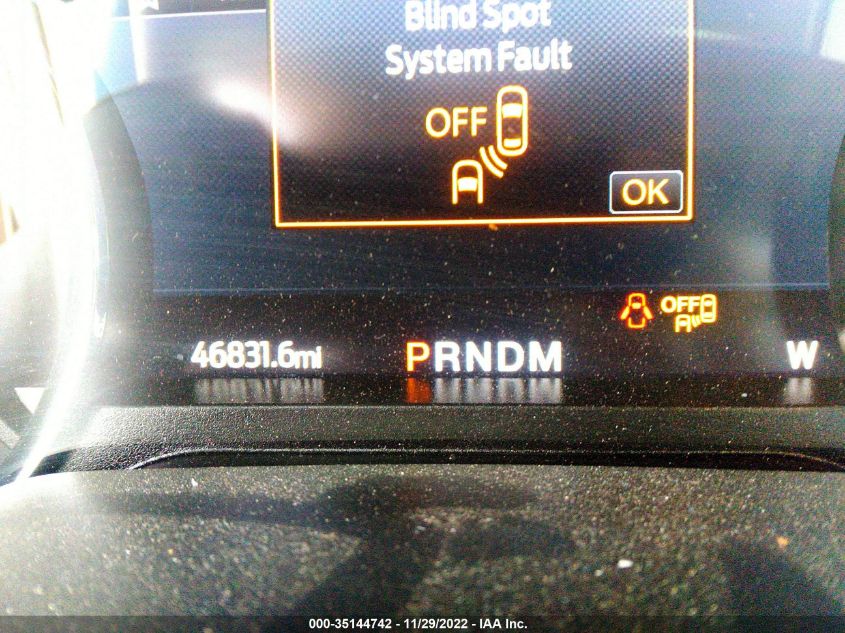 Blind Spot
System Fault
OFF
OK
OFF
46831.6mi PRNDM W
000-35144742 - 11/29/2022 - IAA Inc.